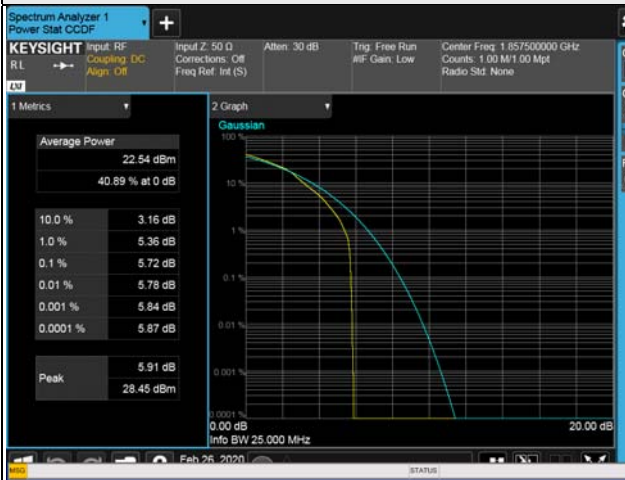 Spectrum Analyzer 1
Power Stat CCDF
+
KEYSIGHT
RL
LXI
Input: RF
Coupling: DC
Align: Off
Input Z: 50 Ω
Corrections: Off
Freq Ref: Int (S)
Atten: 30 dB
Trig: Free Run
#IF Gain: Low
Center Freq: 1.857500000 GHz
Counts: 1.00 M/1.00 Mpt
Radio Std: None
1 Metrics
Average Power
22.54 dBm
40.89 % at 0 dB
10.0 % 3.16 dB
1.0 % 5.36 dB
0.1 % 5.72 dB
0.01 % 5.78 dB
0.001 % 5.84 dB
0.0001 % 5.87 dB
Peak 5.91 dB
28.45 dBm
2 Graph
Gaussian
100 %
10 %
1 %
0.1 %
0.01 %
0.001 %
0.0001 %
0.00 dB 20.00 dB
Info BW 25.000 MHz
Feb 26, 2020
MSG STATUS